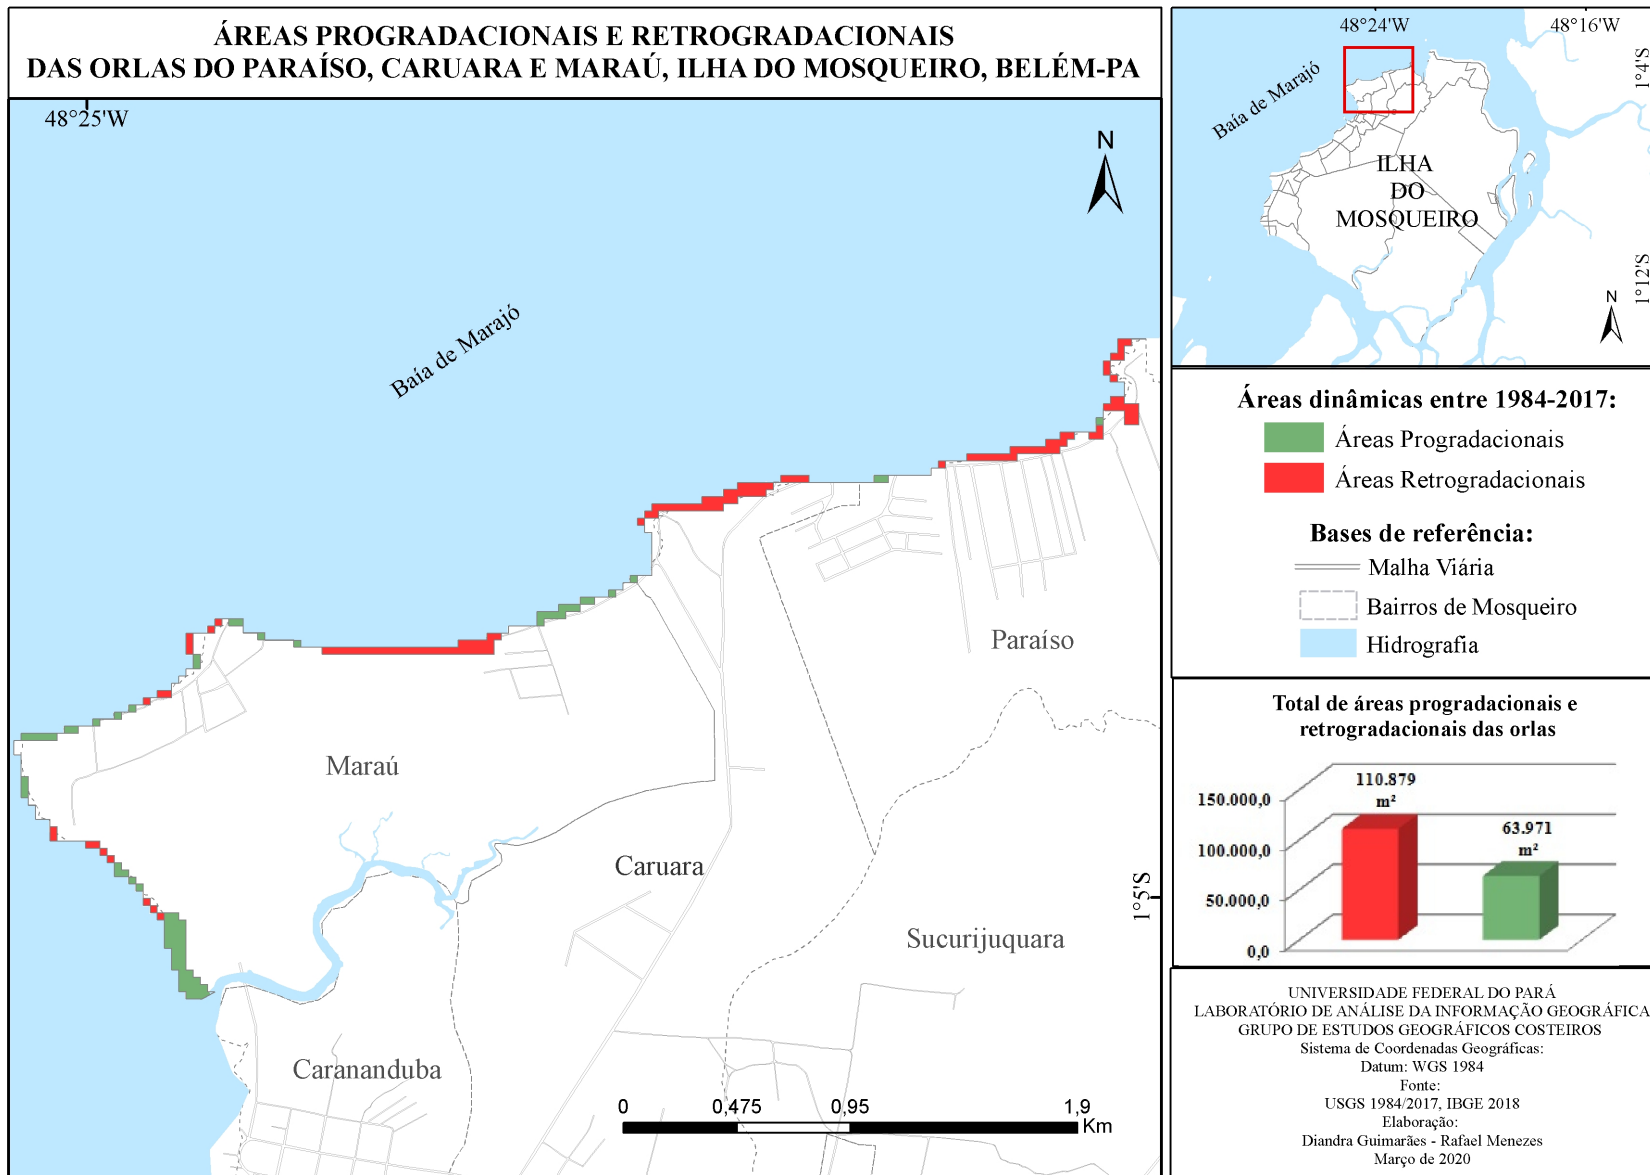 ÁREAS PROGRADACIONAIS E RETROGRADACIONAIS
DAS ORLAS DO PARAÍSO, CARUARA E MARAÚ, ILHA DO MOSQUEIRO, BELÉM-PA
48°25'W
N
Baía de Marajó
Paraíso
Maraú
Caruara
1°5'S
Sucurijuquara
Carananduba
0
0,475
0,95
1,9
Km
48°24'W
48°16'W
1°4'S
Baía de Marajó
ILHA
DO
MOSQUEIRO
1°12'S
N
Áreas dinâmicas entre 1984-2017:
Áreas Progradacionais
Áreas Retrogradacionais
Bases de referência:
Malha Viária
Bairros de Mosqueiro
Hidrografia
Total de áreas progradacionais e
retrogradacionais das orlas
150.000,0
100.000,0
50.000,0
0,0
110.879
m²
63.971
m²
UNIVERSIDADE FEDERAL DO PARÁ
LABORATÓRIO DE ANÁLISE DA INFORMAÇÃO GEOGRÁFICA
GRUPO DE ESTUDOS GEOGRÁFICOS COSTEIROS
Sistema de Coordenadas Geográficas:
Datum: WGS 1984
Fonte:
USGS 1984/2017, IBGE 2018
Elaboração:
Diandra Guimarães - Rafael Menezes
Março de 2020